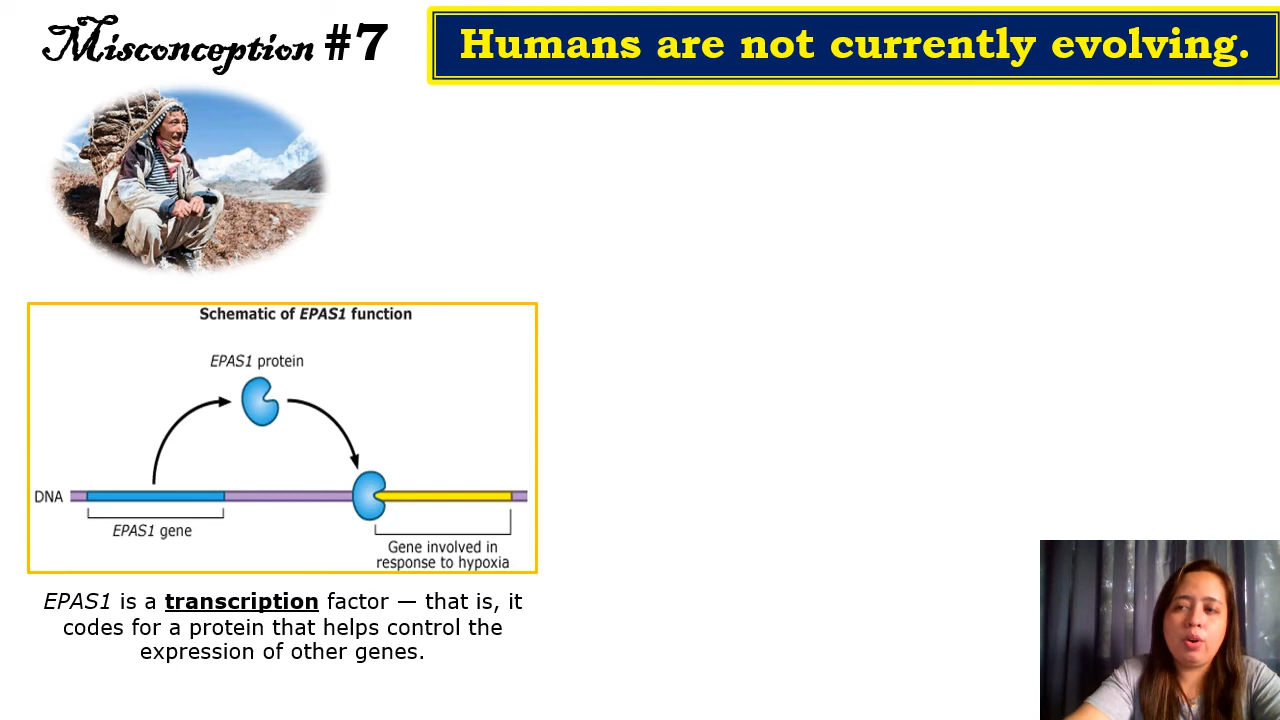 Misconception #7
Humans are not currently evolving.
Schematic of EPAS1 function
EPAS1 protein
DNA
EPAS1 gene
Gene involved in
response to hypoxia
EPAS1 is a transcription factor — that is, it
codes for a protein that helps control the
expression of other genes.